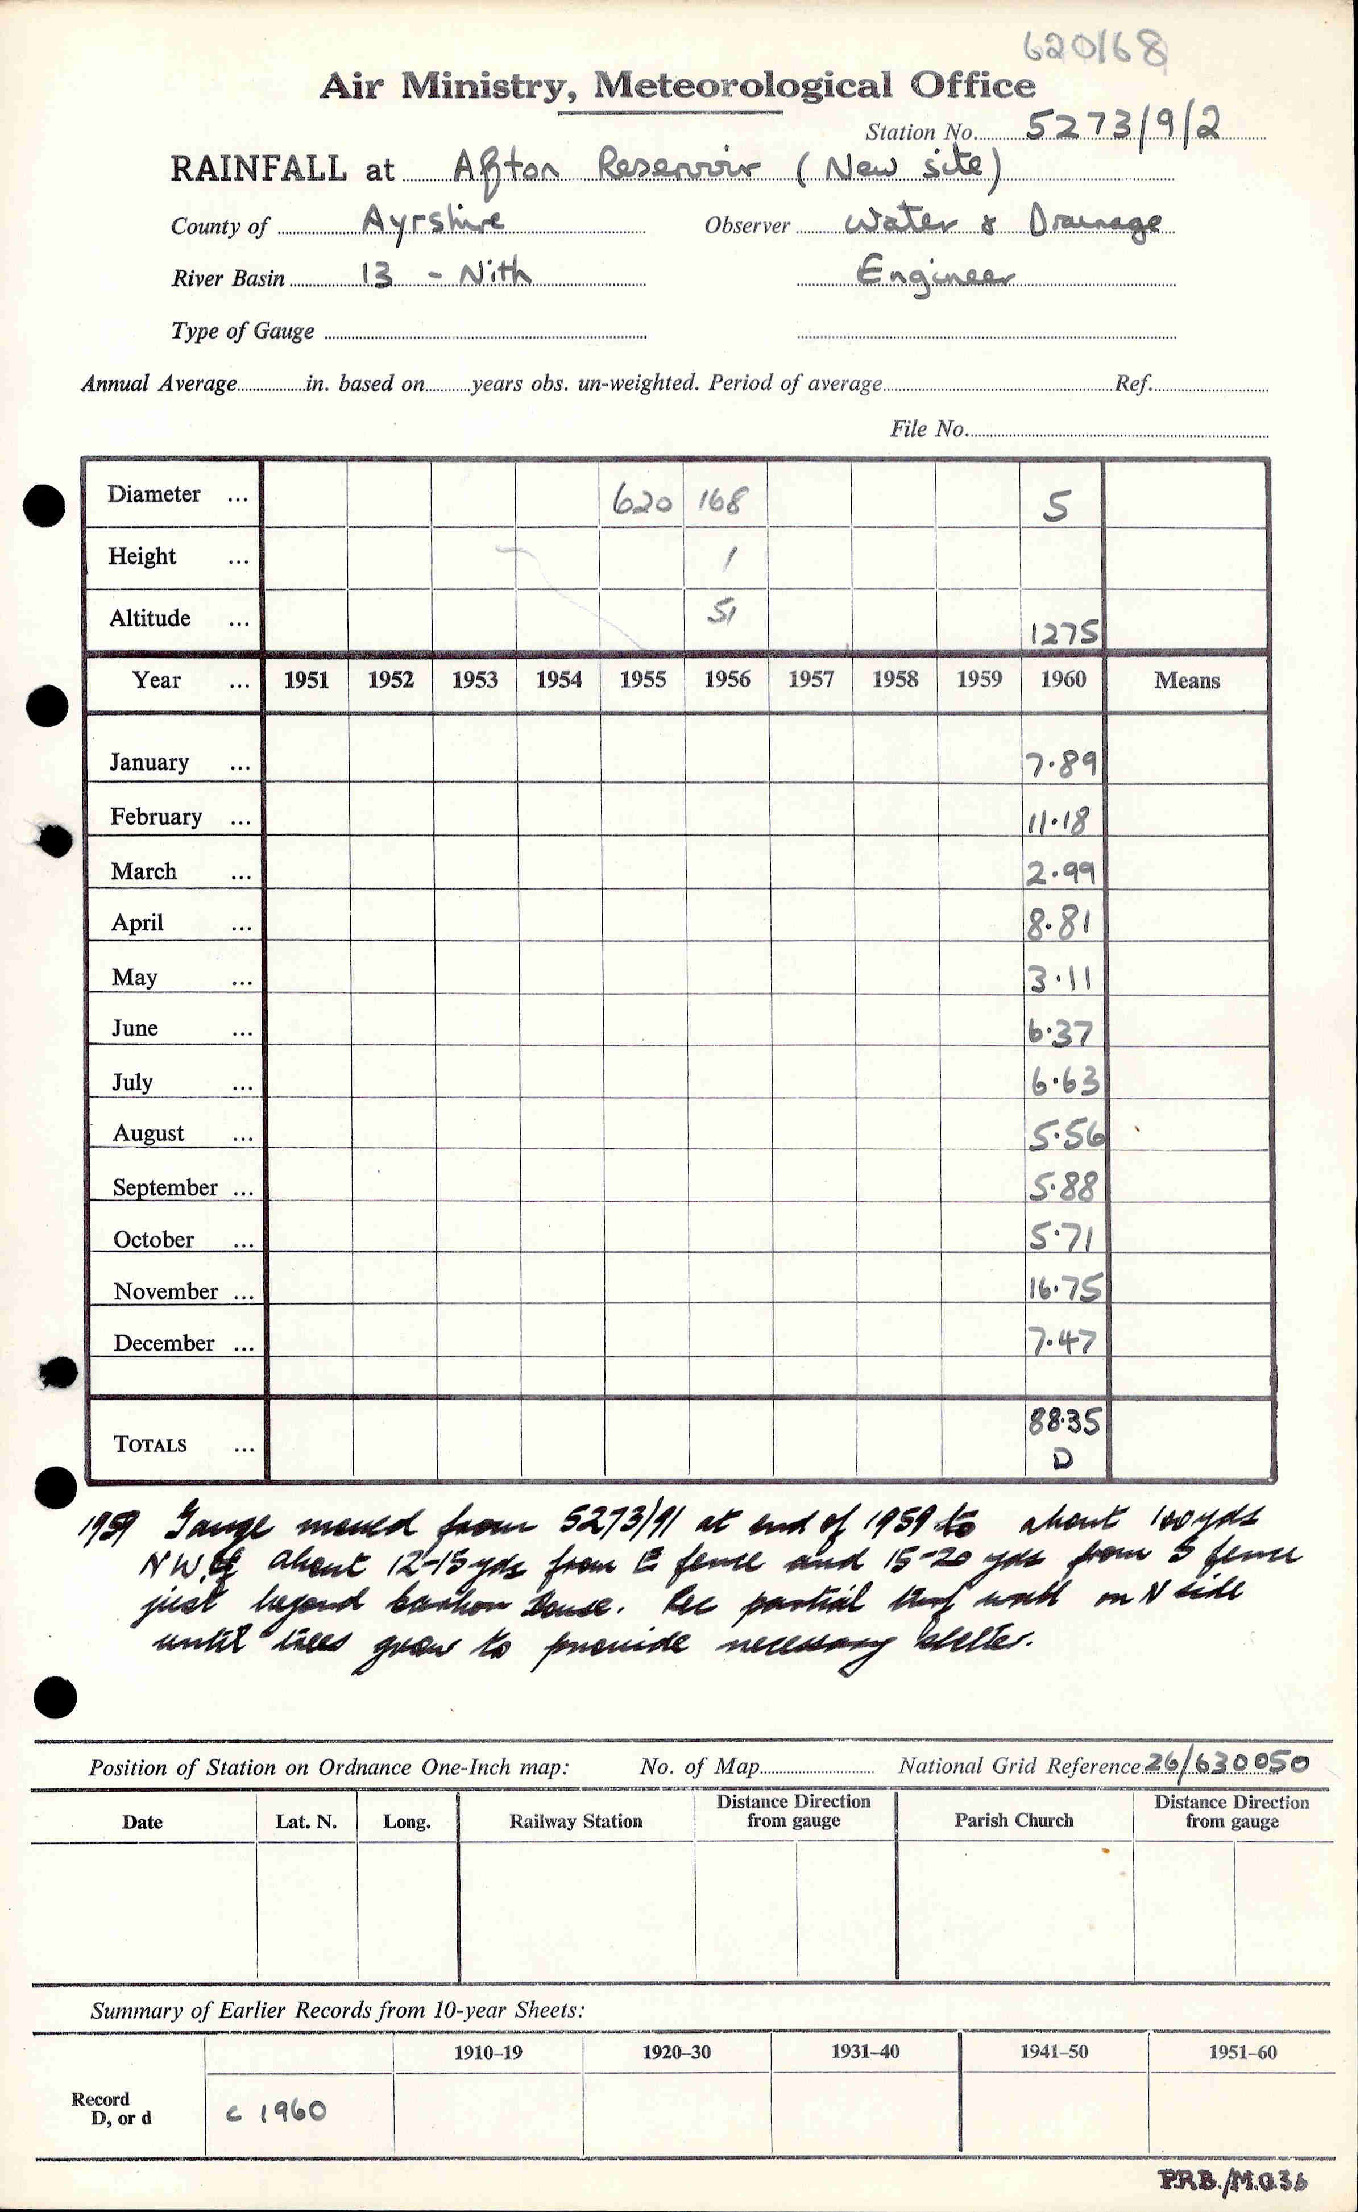 620168
Air Ministry, Meteorological Office
Station No. 5273/9/2
RAINFALL at Afton Reservoir (New site)
County of Ayrshire Observer Water & Drainage
River Basin 13 - Nith Engineer
Type of Gauge
Annual Average in. based on years obs. un-weighted. Period of average Ref.
File No.
Diameter ... 620 168 5
Height ... 1
Altitude ... 51 1275
Year ... 1951 1952 1953 1954 1955 1956 1957 1958 1959 1960 Means
January ... 7.89
February ... 11.18
March ... 2.99
April ... 8.81
May ... 3.11
June ... 6.37
July ... 6.63
August ... 5.56
September ... 5.88
October ... 5.71
November ... 16.75
December ... 7.47
TOTALS ... 88.35
D
1959 Gauge moved from 5273/91 at end of 1959 to about 100 yds
NW of about 12-15 yds from E fence and 15-20 yds from S fence
just beyond House. Rec partial turf wall on N side
until trees grow to provide necessary shelter.
Position of Station on Ordnance One-Inch map: No. of Map National Grid Reference 26/630050
Date Lat. N. Long. Railway Station Distance Direction from gauge Parish Church Distance Direction from gauge
Summary of Earlier Records from 10-year Sheets:
1910–19 1920–30 1931–40 1941–50 1951–60
Record
D, or d c 1960
P.R.B./M.O.36